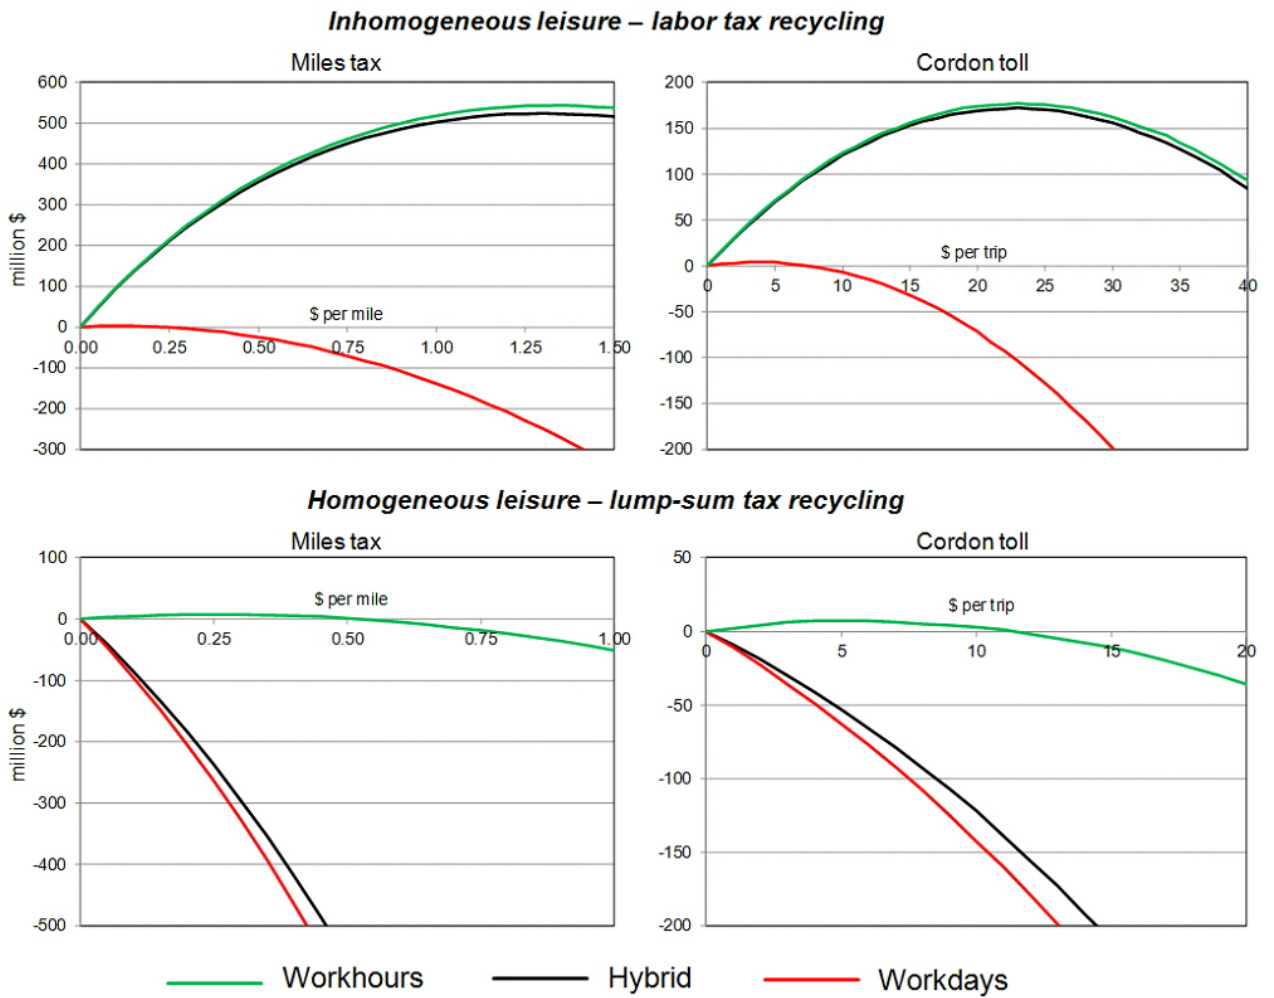 Inhomogeneous leisure – labor tax recycling
Miles tax
Cordon toll
600
500
400
300
200
100
0
-100
-200
-300
million $
$ per mile
0.00 0.25 0.50 0.75 1.00 1.25 1.50
200
150
100
50
0
-50
-100
-150
-200
$ per trip
0 5 10 15 20 25 30 35 40
Homogeneous leisure – lump-sum tax recycling
Miles tax
Cordon toll
100
0
-100
-200
-300
-400
-500
million $
$ per mile
0.00 0.25 0.50 0.75 1.00
50
0
-50
-100
-150
-200
$ per trip
0 5 10 15 20
Workhours Hybrid Workdays